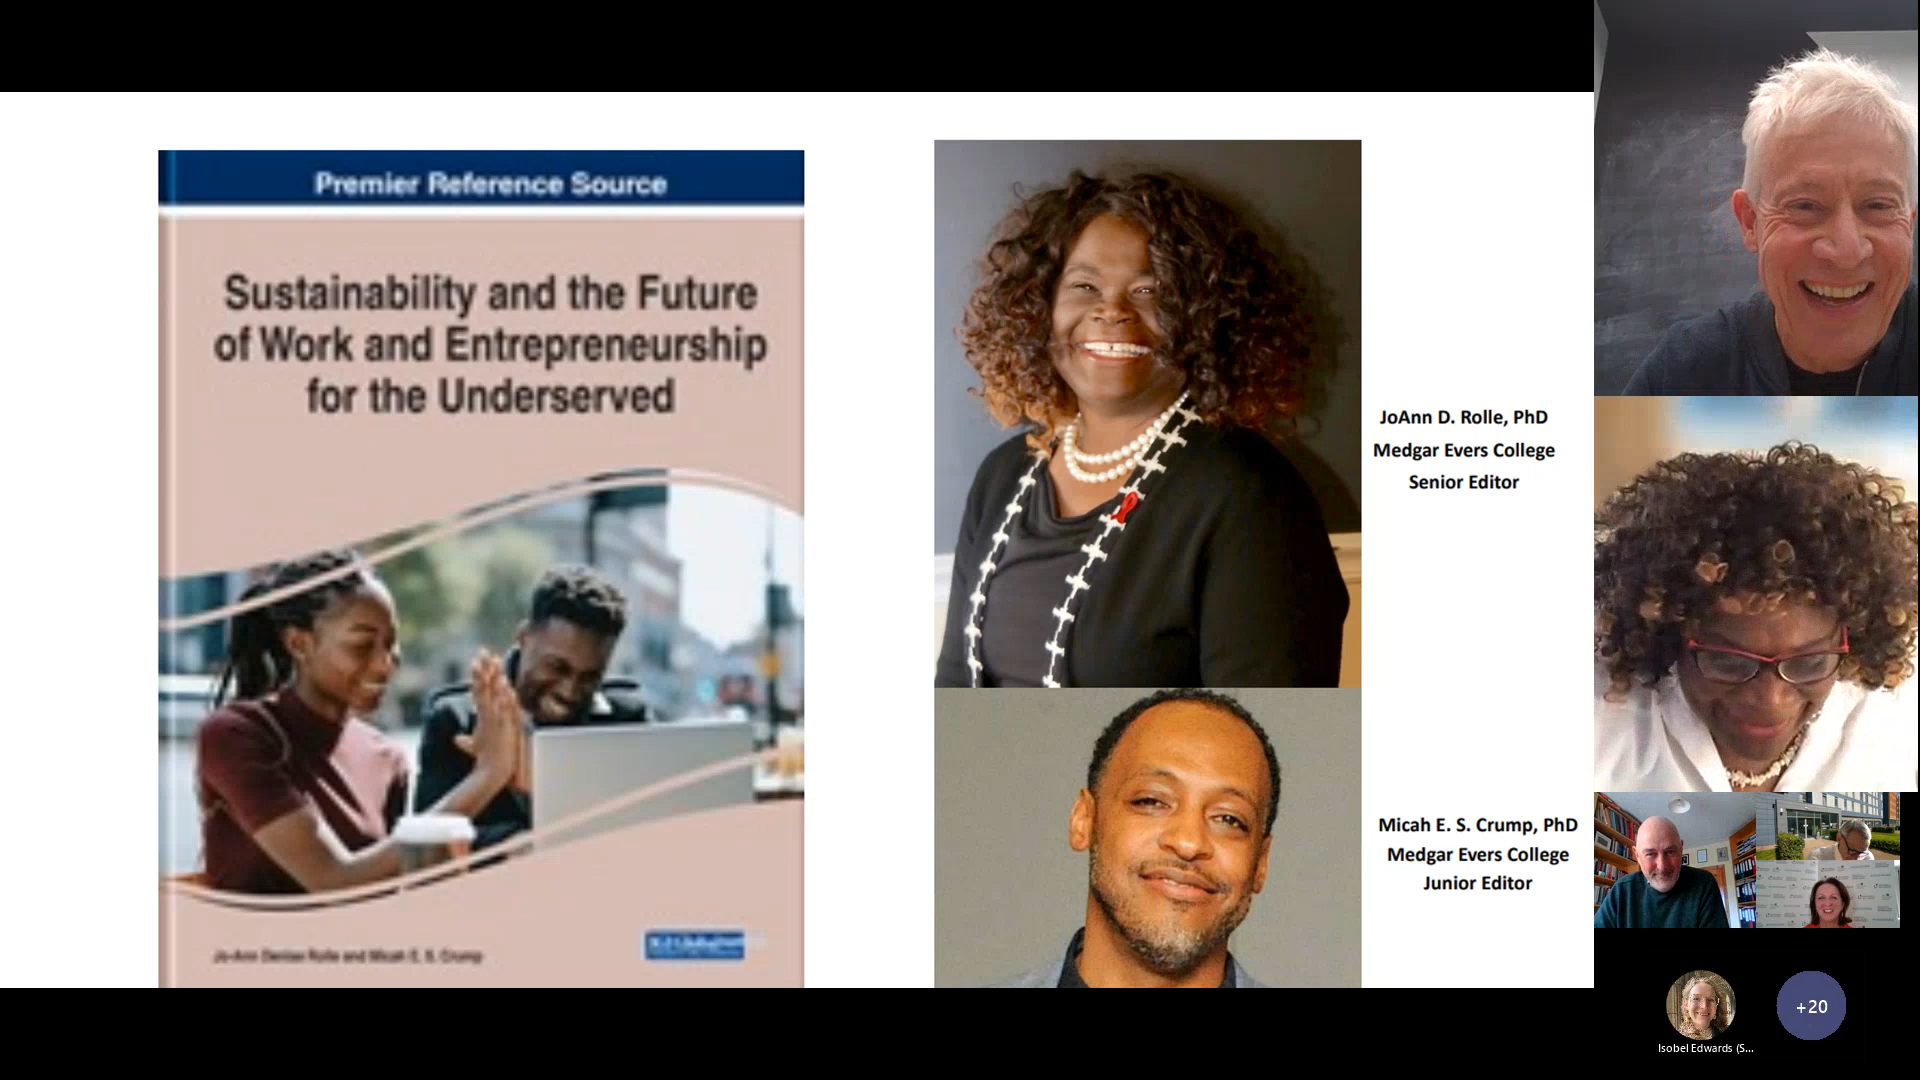 Premier Reference Source
Sustainability and the Future
of Work and Entrepreneurship
for the Underserved
Jo-Ann Denise Rolle and Micah E. S. Crump
JoAnn D. Rolle, PhD
Medgar Evers College
Senior Editor
Micah E. S. Crump, PhD
Medgar Evers College
Junior Editor
+20
Isobel Edwards (S...